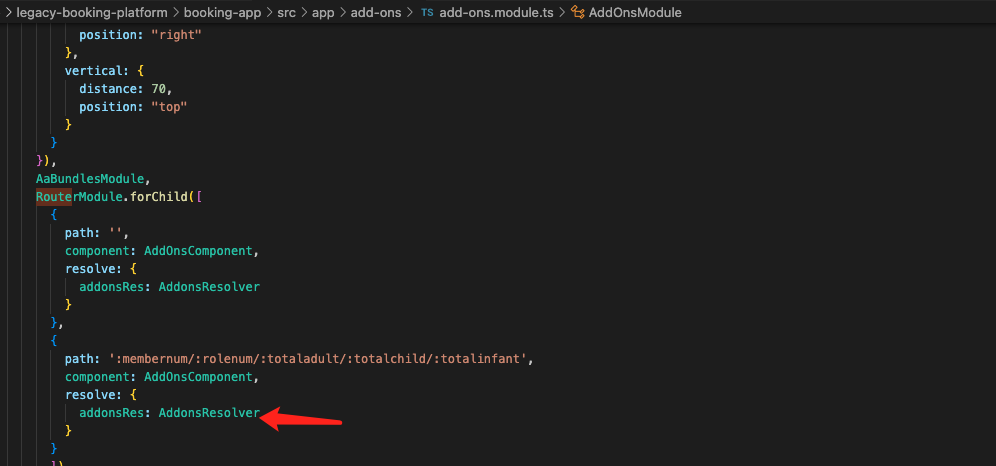 legacy-booking-platform > booking-app > src > app > add-ons > TS add-ons.module.ts > AddOnsModule
position: "right"
},
vertical: {
distance: 70,
position: "top"
}
}
}),
AaBundlesModule,
RouterModule.forChild([
{
path: '',
component: AddOnsComponent,
resolve: {
addonsRes: AddonsResolver
}
},
{
path: ':membernum/:rolenum/:totaladult/:totalchild/:totalinfant',
component: AddOnsComponent,
resolve: {
addonsRes: AddonsResolver
}
}
])